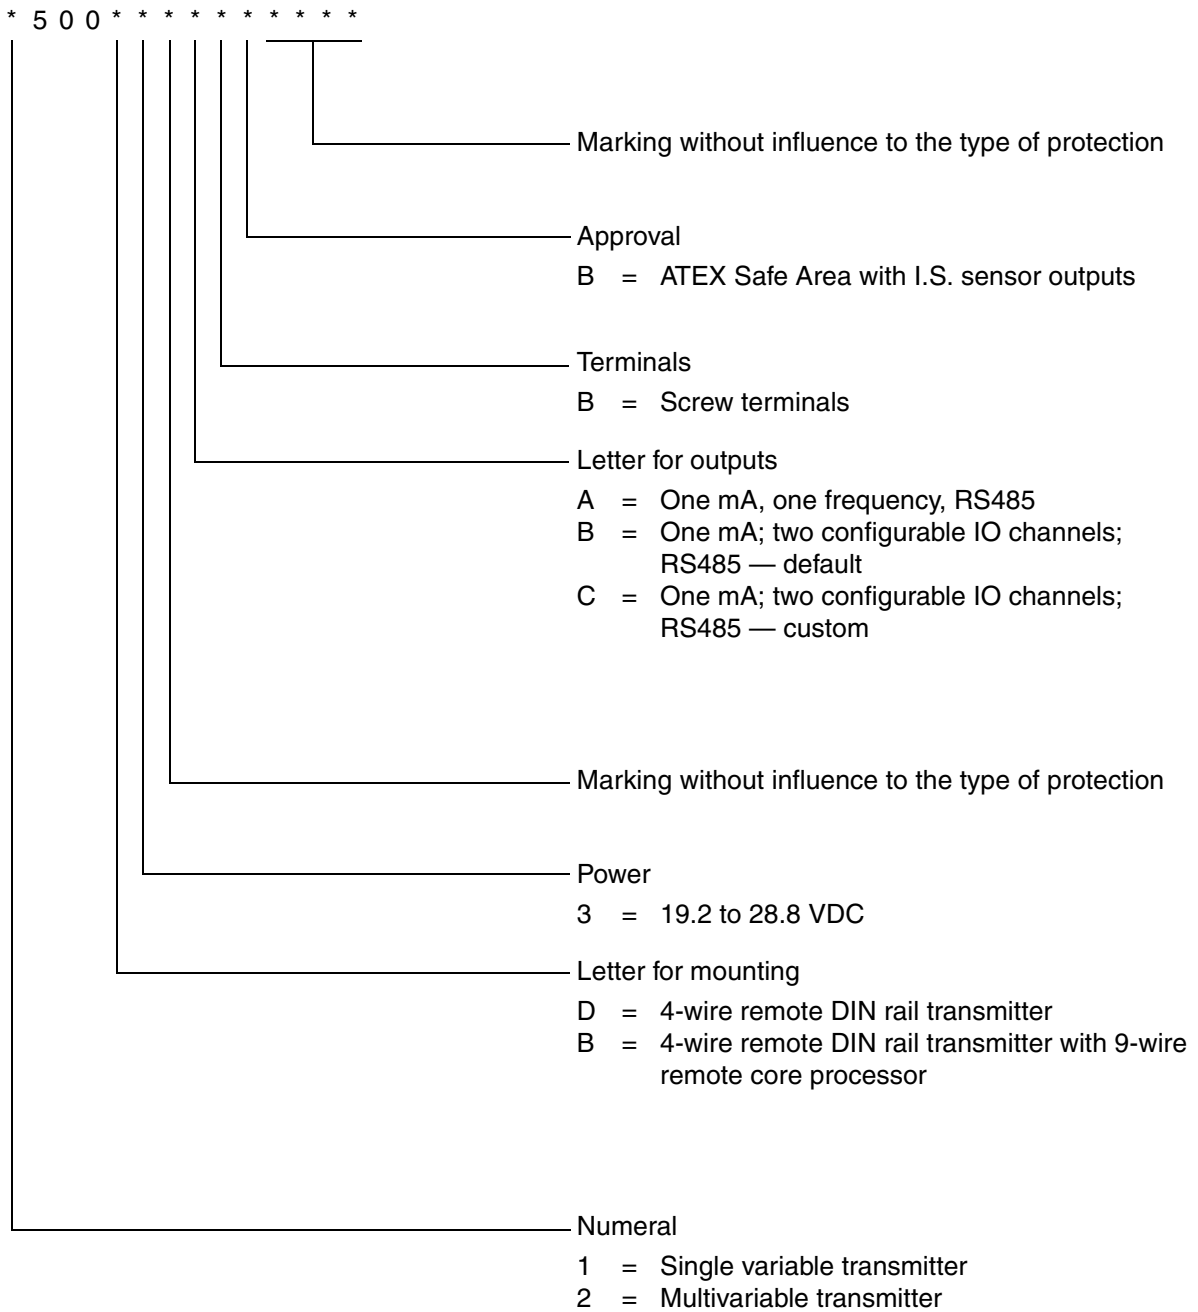 * 5 0 0 * * * * * * * * * *
Marking without influence to the type of protection
Approval
B = ATEX Safe Area with I.S. sensor outputs
Terminals
B = Screw terminals
Letter for outputs
A = One mA, one frequency, RS485
B = One mA; two configurable IO channels;
RS485 — default
C = One mA; two configurable IO channels;
RS485 — custom
Marking without influence to the type of protection
Power
3 = 19.2 to 28.8 VDC
Letter for mounting
D = 4-wire remote DIN rail transmitter
B = 4-wire remote DIN rail transmitter with 9-wire
remote core processor
Numeral
1 = Single variable transmitter
2 = Multivariable transmitter